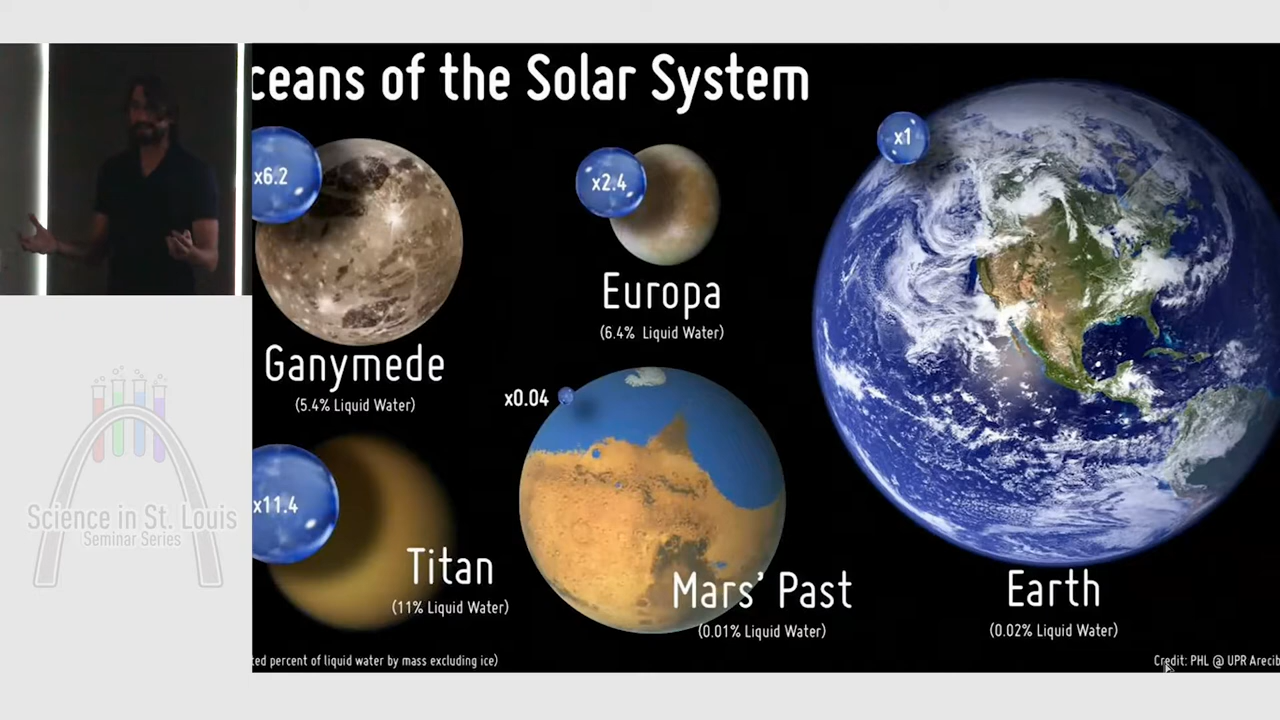 ceans of the Solar System
x6.2
x2.4
x1
Ganymede
(5.4% Liquid Water)
Europa
(6.4% Liquid Water)
x0.04
x11.4
Titan
(11% Liquid Water)
Mars' Past
(0.01% Liquid Water)
Earth
(0.02% Liquid Water)
ted percent of liquid water by mass excluding ice)
Credit: PHL @ UPR Arecib
Science in St. Louis
Seminar Series